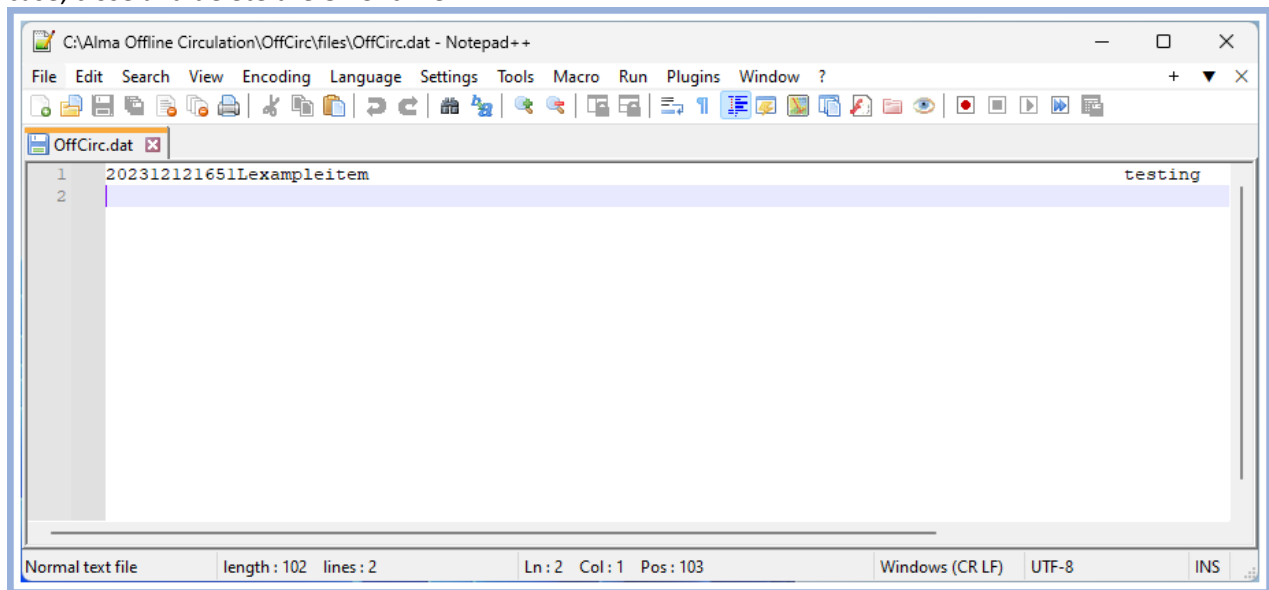 C:\Alma Offline Circulation\OffCirc\files\OffCirc.dat - Notepad++
File Edit Search View Encoding Language Settings Tools Macro Run Plugins Window ?
OffCirc.dat
1 202312121651Lexampleitem testing
2
Normal text file length : 102 lines : 2 Ln : 2 Col : 1 Pos : 103 Windows (CR LF) UTF-8 INS